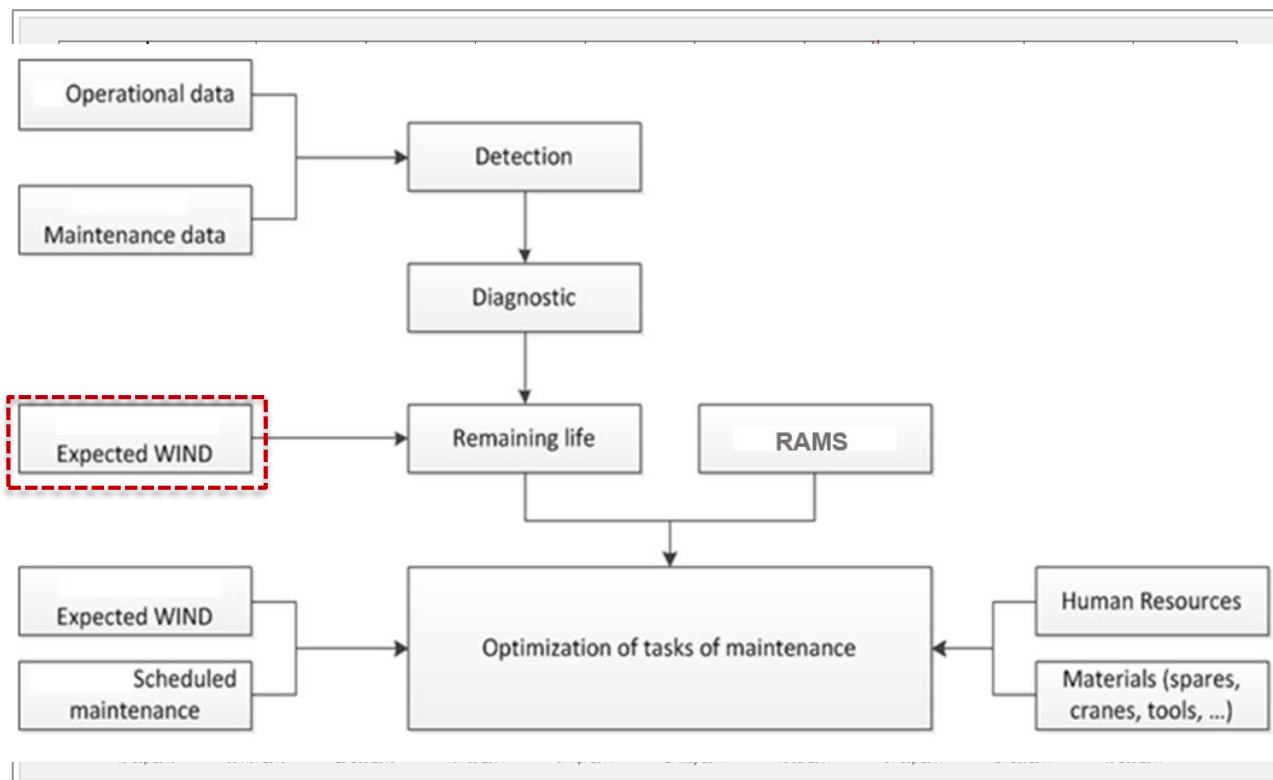 Operational data
Detection
Maintenance data
Diagnostic
Expected WIND
Remaining life
RAMS
Expected WIND
Scheduled
maintenance
Optimization of tasks of maintenance
Human Resources
Materials (spares,
cranes, tools, ...)